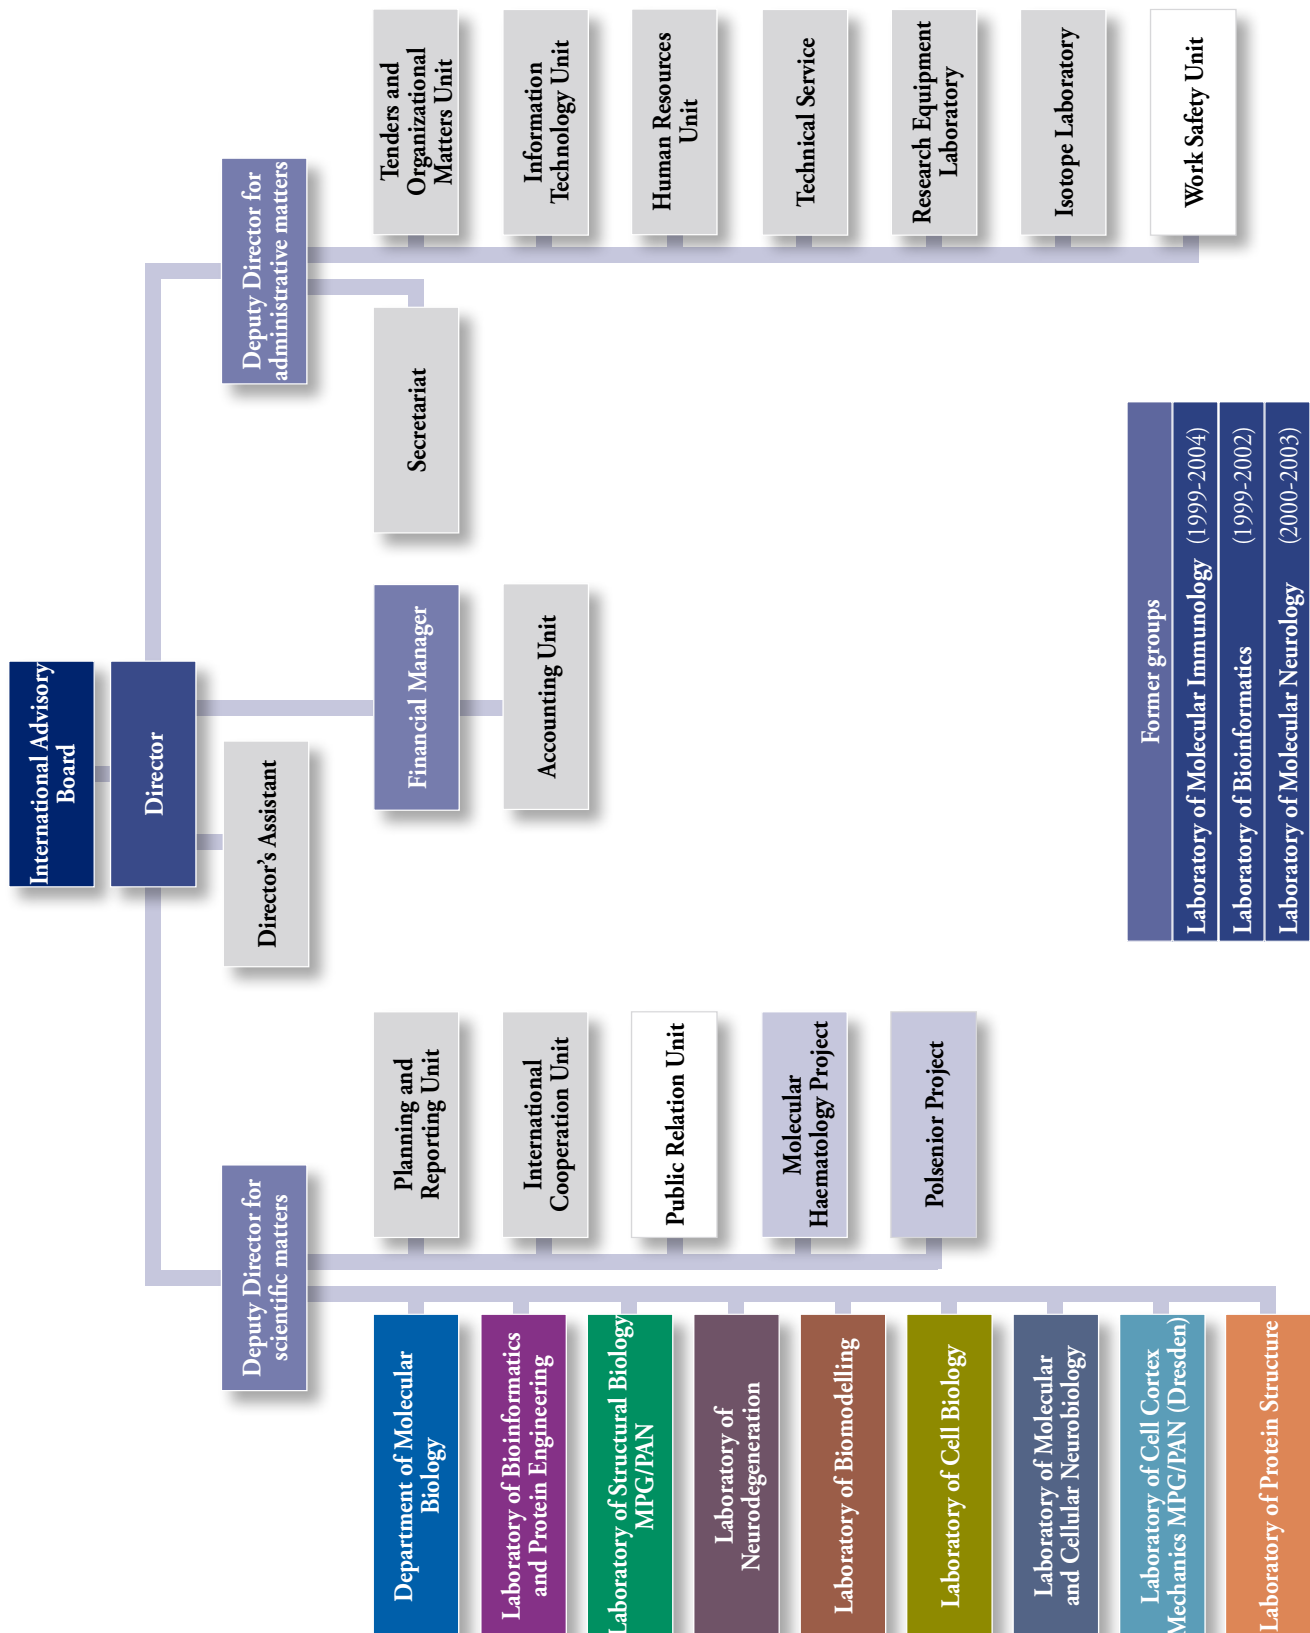 International Advisory
Board
Director
Director's Assistant
Deputy Director for
scientific matters
Deputy Director for
administrative matters
Financial Manager
Accounting Unit
Secretariat
Department of Molecular
Biology
Laboratory of Bioinformatics
and Protein Engineering
Laboratory of Structural Biology
MPG/PAN
Laboratory of
Neurodegeneration
Laboratory of Biomodelling
Laboratory of Cell Biology
Laboratory of Molecular
and Cellular Neurobiology
Laboratory of Cell Cortex
Mechanics MPG/PAN (Dresden)
Laboratory of Protein Structure
Planning and
Reporting Unit
International
Cooperation Unit
Public Relation Unit
Molecular
Haematology Project
Polsenior Project
Tenders and
Organizational
Matters Unit
Information
Technology Unit
Human Resources
Unit
Technical Service
Research Equipment
Laboratory
Isotope Laboratory
Work Safety Unit
Former groups
Laboratory of Molecular Immunology (1999-2004)
Laboratory of Bioinformatics (1999-2002)
Laboratory of Molecular Neurology (2000-2003)